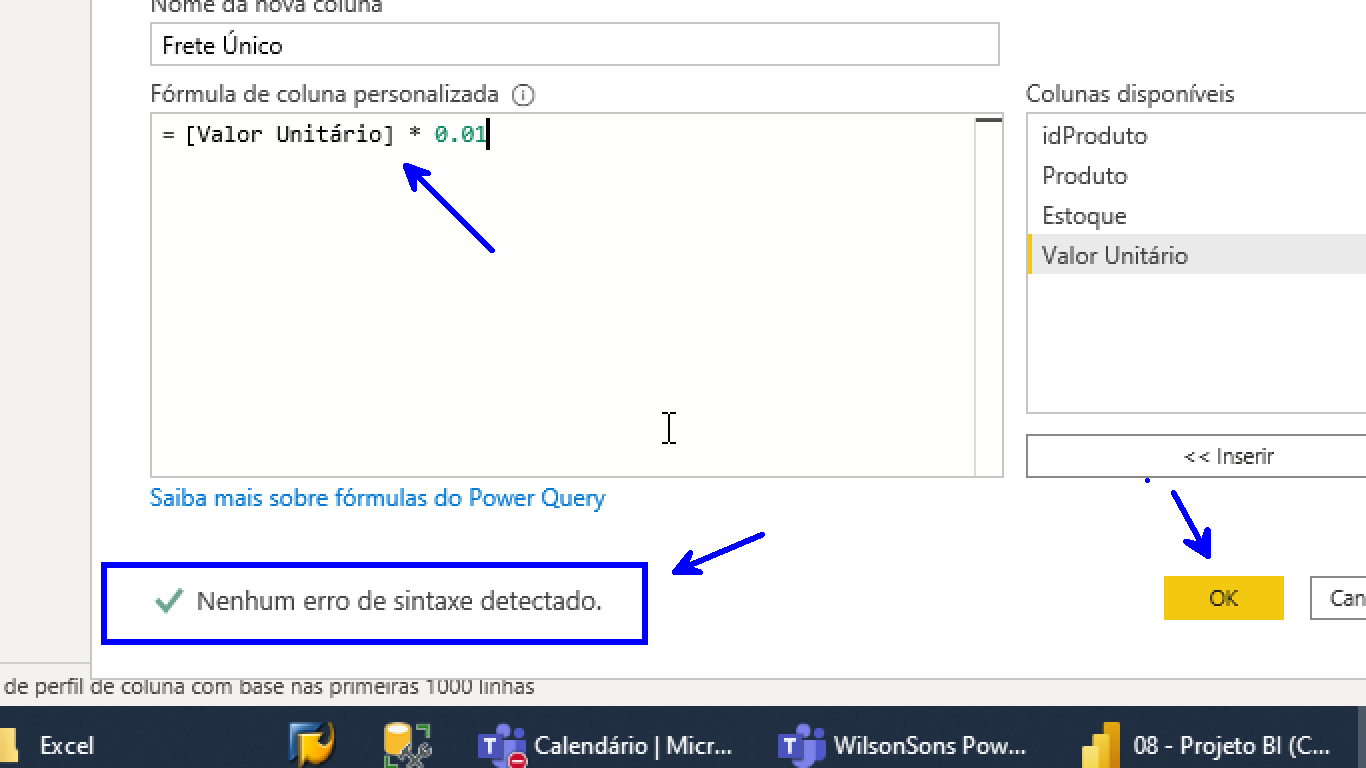 Nome da nova coluna
Frete Único
Fórmula de coluna personalizada
= [Valor Unitário] * 0.01
Colunas disponíveis
idProduto
Produto
Estoque
Valor Unitário
<< Inserir
Saiba mais sobre fórmulas do Power Query
Nenhum erro de sintaxe detectado.
OK
Can
de perfil de coluna com base nas primeiras 1000 linhas
Excel
Calendário | Micr...
WilsonSons Pow...
08 - Projeto BI (C...